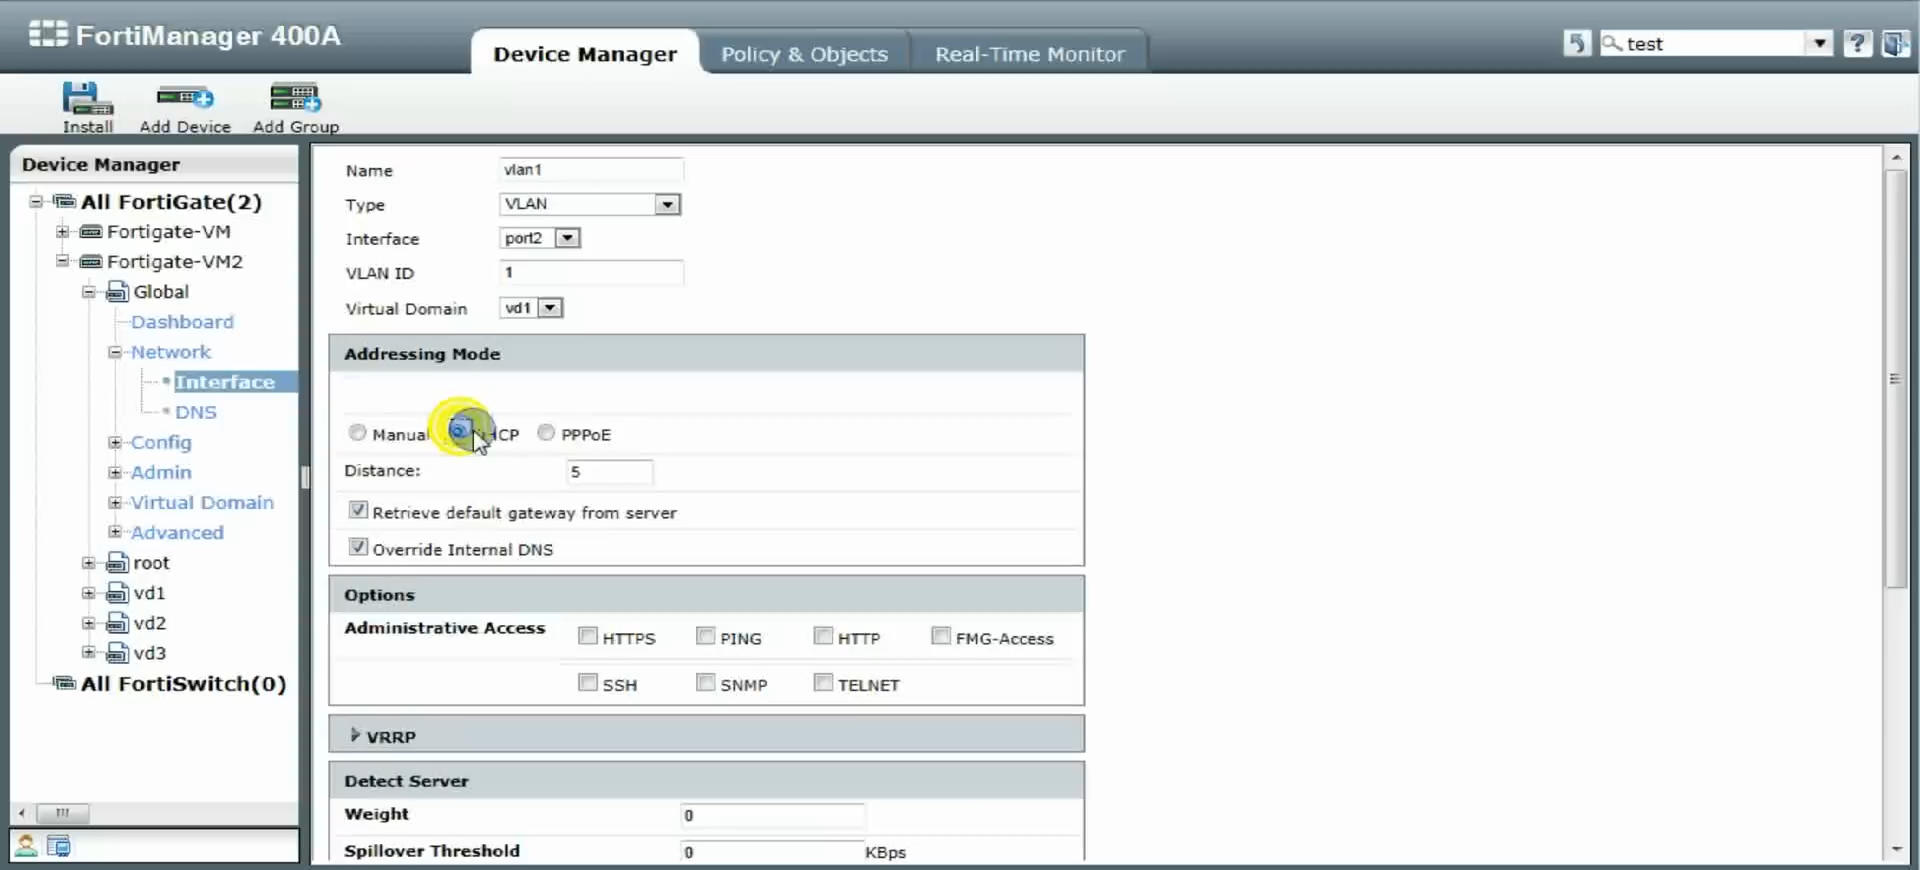 FortiManager 400A
Device Manager
Policy & Objects
Real-Time Monitor
test
?
Install
Add Device
Add Group
Device Manager
All FortiGate(2)
Fortigate-VM
Fortigate-VM2
Global
Dashboard
Network
Interface
DNS
Config
Admin
Virtual Domain
Advanced
root
vd1
vd2
vd3
All FortiSwitch(0)
Name vlan1
Type VLAN
Interface port2
VLAN ID 1
Virtual Domain vd1
Addressing Mode
Manual HCP PPPoE
Distance: 5
Retrieve default gateway from server
Override Internal DNS
Options
Administrative Access HTTPS PING HTTP FMG-Access
SSH SNMP TELNET
VRRP
Detect Server
Weight 0
Spillover Threshold 0 KBps